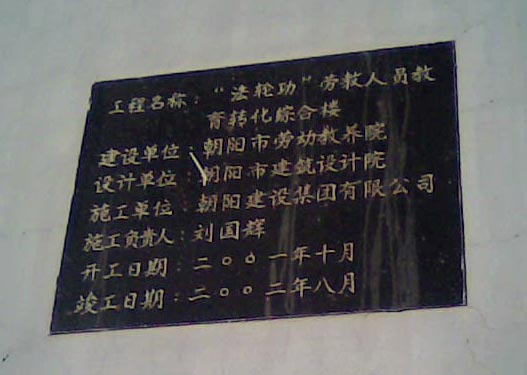 工程名称：“法轮功”劳教人员教
育转化综合楼
建设单位：朝阳市劳动教养院
设计单位：朝阳市建筑设计院
施工单位：朝阳建设集团有限公司
施工负责人：刘国辉
开工日期：二００一年十月
竣工日期：二００二年八月